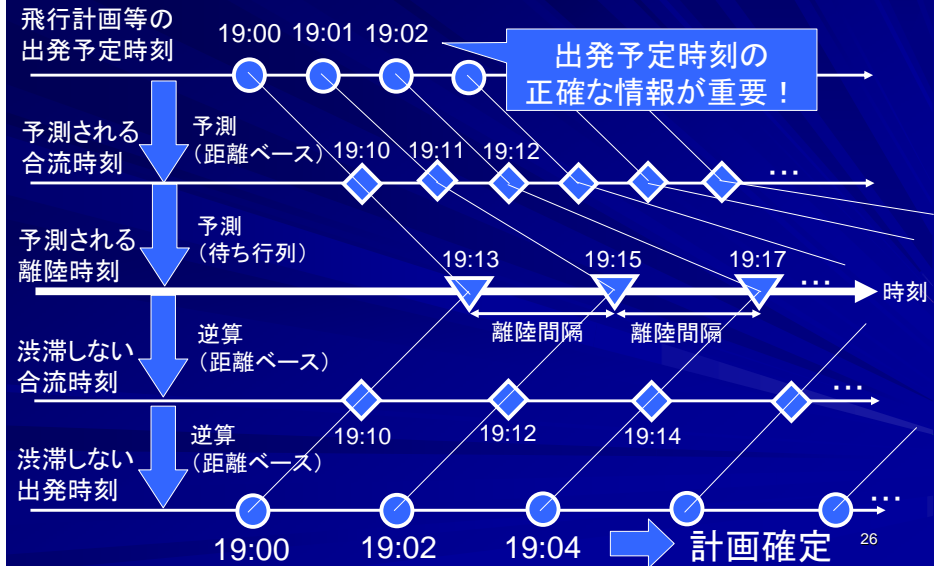 飛行計画等の
出発予定時刻
19:00 19:01 19:02
出発予定時刻の
正確な情報が重要！
予測
（距離ベース）
予測される
合流時刻
19:10 19:11 19:12
…
予測
（待ち行列）
予測される
離陸時刻
19:13 19:15 19:17
…
時刻
離陸間隔 離陸間隔
逆算
（距離ベース）
渋滞しない
合流時刻
…
19:10 19:12 19:14
逆算
（距離ベース）
渋滞しない
出発時刻
…
19:00 19:02 19:04
計画確定
26